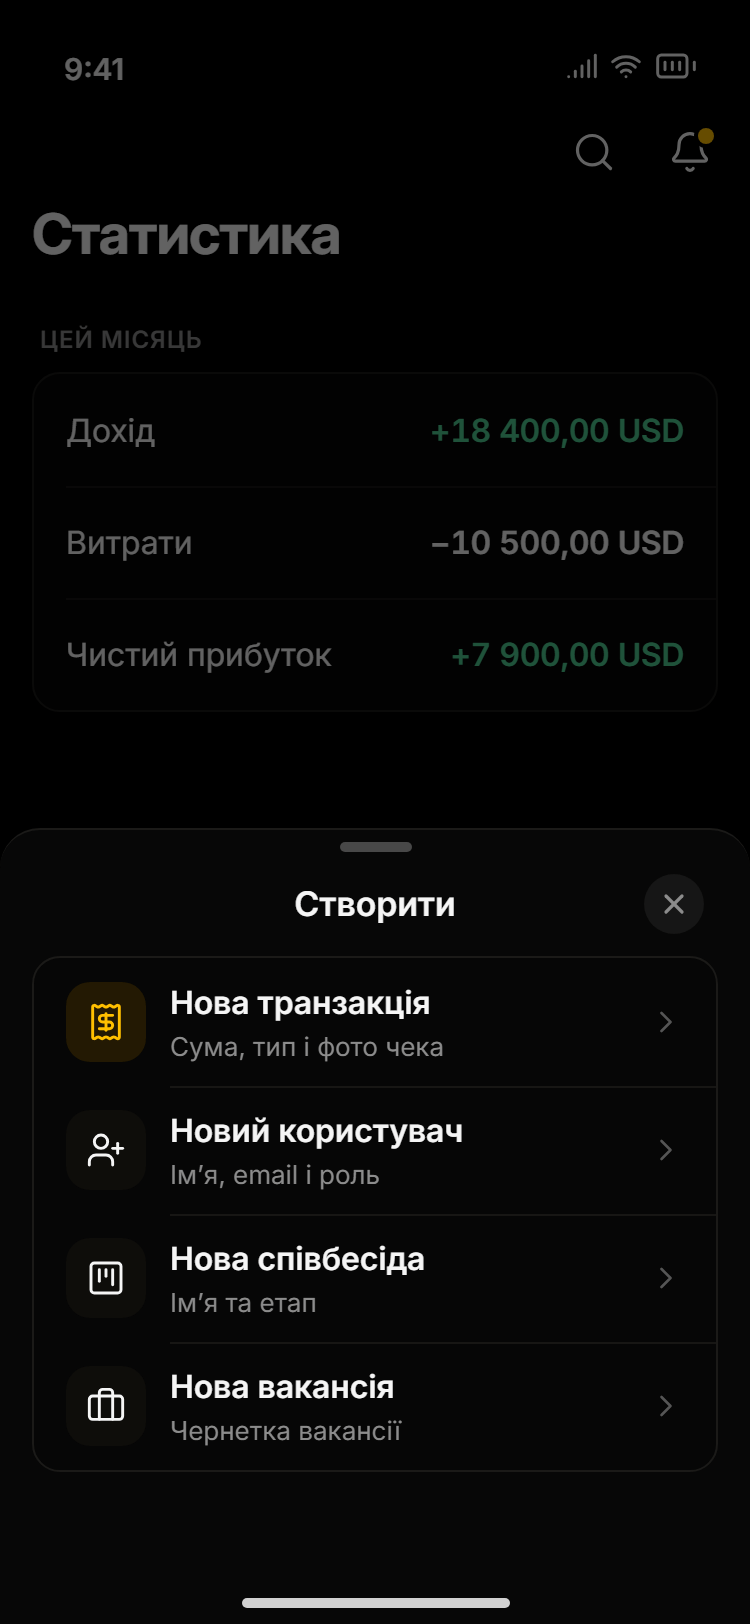 9:41
Статистика
ЦЕЙ МІСЯЦЬ
Дохід +18 400,00 USD
Витрати −10 500,00 USD
Чистий прибуток +7 900,00 USD
Створити
Нова транзакція
Сума, тип і фото чека
Новий користувач
Ім’я, email і роль
Нова співбесіда
Ім’я та етап
Нова вакансія
Чернетка вакансії